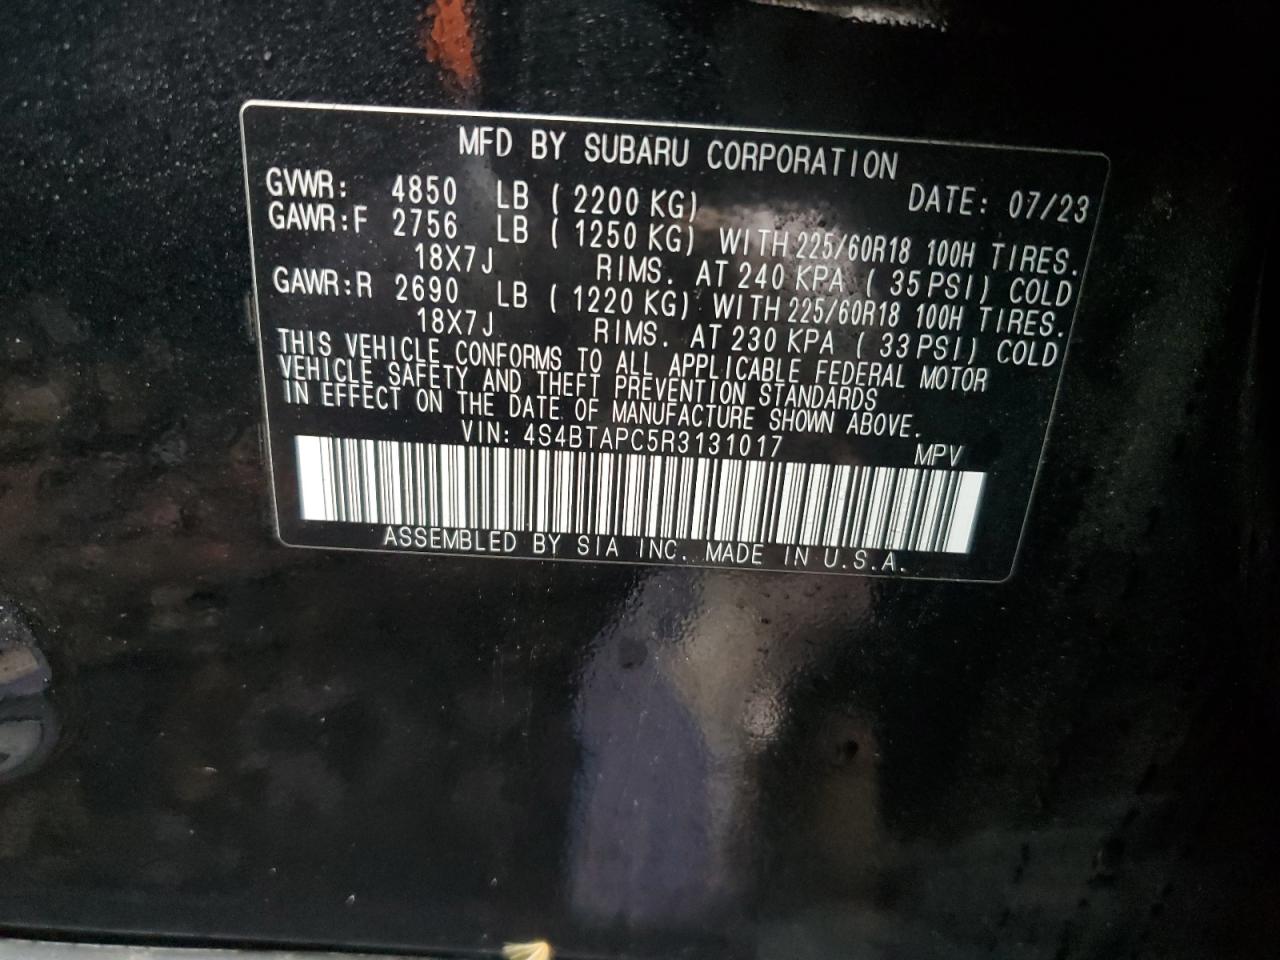 MFD BY SUBARU CORPORATION
GVWR: 4850 LB ( 2200 KG) DATE: 07/23
GAWR:F 2756 LB ( 1250 KG) WITH 225/60R18 100H TIRES.
18X7J RIMS. AT 240 KPA ( 35 PSI) COLD
GAWR:R 2690 LB ( 1220 KG) WITH 225/60R18 100H TIRES.
18X7J RIMS. AT 230 KPA ( 33 PSI) COLD
THIS VEHICLE CONFORMS TO ALL APPLICABLE FEDERAL MOTOR
VEHICLE SAFETY AND THEFT PREVENTION STANDARDS
IN EFFECT ON THE DATE OF MANUFACTURE SHOWN ABOVE.
VIN: 4S4BTAPC5R3131017 MPV
ASSEMBLED BY SIA INC. MADE IN U.S.A.